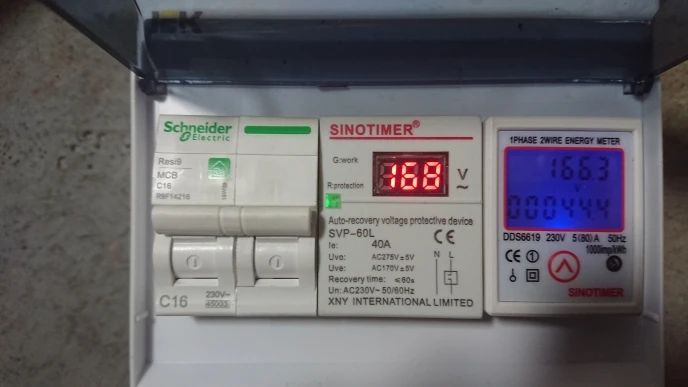 Schneider
Electric
Resi9
MCB
C16
R9F14216
C16
230V~
SINOTIMER®
G:work
R:protection
168
V
~
Auto-recovery voltage protective device
SVP-60L
CE
Ie: 40A
Uvo: AC275V±5V
Uve: AC170V±5V
Recovery time: ≤60s
Un: AC230V~50/60Hz
N L
XNY INTERNATIONAL LIMITED
1PHASE 2WIRE ENERGY METER
166.3
V
000444
DDS6619 230V 5(80)A 50Hz
1000imp/kWh
CE
SINOTIMER